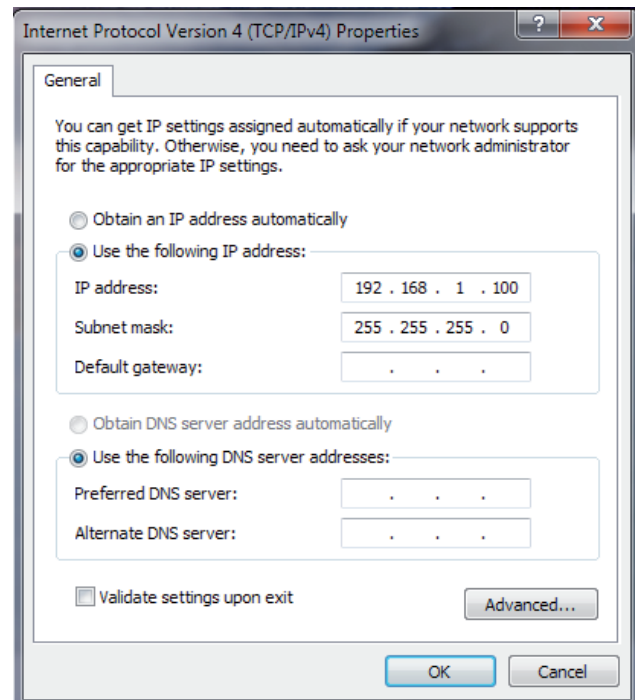 Internet Protocol Version 4 (TCP/IPv4) Properties
?
X
General
You can get IP settings assigned automatically if your network supports
this capability. Otherwise, you need to ask your network administrator
for the appropriate IP settings.
Obtain an IP address automatically
Use the following IP address:
IP address: 192 . 168 . 1 . 100
Subnet mask: 255 . 255 . 255 . 0
Default gateway: . . .
Obtain DNS server address automatically
Use the following DNS server addresses:
Preferred DNS server: . . .
Alternate DNS server: . . .
Validate settings upon exit
Advanced...
OK Cancel